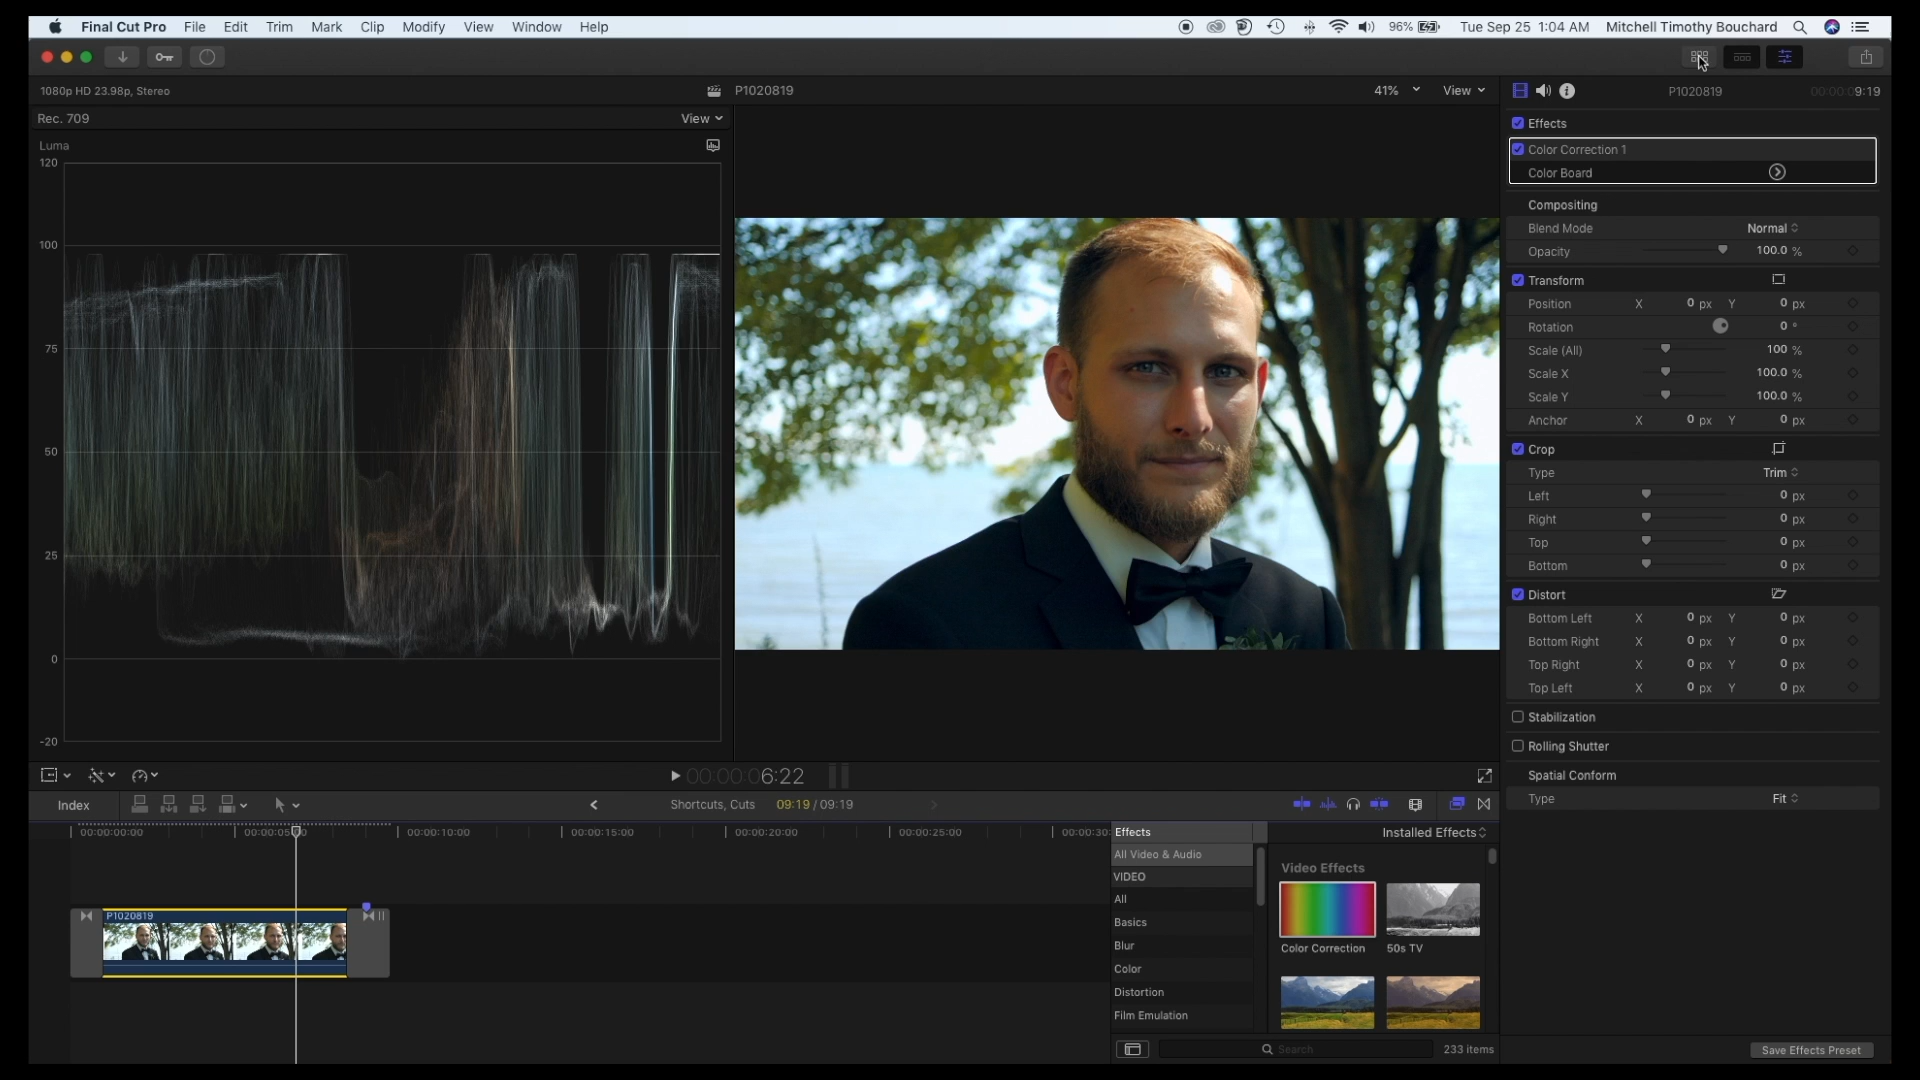 Final Cut Pro File Edit Trim Mark Clip Modify View Window Help 96% Tue Sep 25 1:04 AM Mitchell Timothy Bouchard
1080p HD 23.98p, Stereo
P1020819 41% View
P1020819 00:00:09:19
Rec. 709 View
Luma
120
100
75
50
25
0
-20
Effects
Color Correction 1
Color Board
Compositing
Blend Mode Normal
Opacity 100.0 %
Transform
Position X 0 px Y 0 px
Rotation 0 °
Scale (All) 100 %
Scale X 100.0 %
Scale Y 100.0 %
Anchor X 0 px Y 0 px
Crop
Type Trim
Left 0 px
Right 0 px
Top 0 px
Bottom 0 px
Distort
Bottom Left X 0 px Y 0 px
Bottom Right X 0 px Y 0 px
Top Right X 0 px Y 0 px
Top Left X 0 px Y 0 px
Stabilization
Rolling Shutter
Spatial Conform
Type Fit
00:00:06:22
Index Shortcuts, Cuts 09:19 / 09:19
00:00:00:00 00:00:05 00:00:10:00 00:00:15:00 00:00:20:00 00:00:25:00 00:00:30:
P1020819
Effects Installed Effects
All Video & Audio
VIDEO
All
Basics
Blur
Color
Distortion
Film Emulation
Video Effects
Color Correction 50s TV
Search 233 items
Save Effects Preset